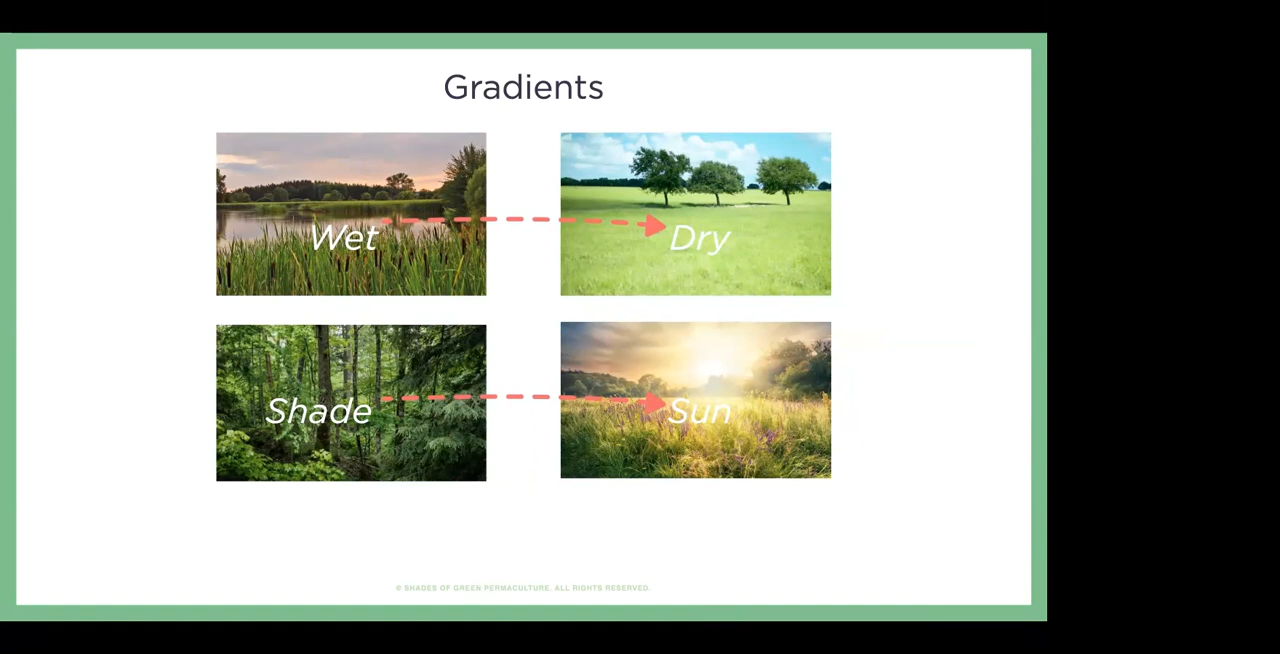 Gradients
Wet
Dry
Shade
Sun
© SHADES OF GREEN PERMACULTURE. ALL RIGHTS RESERVED.